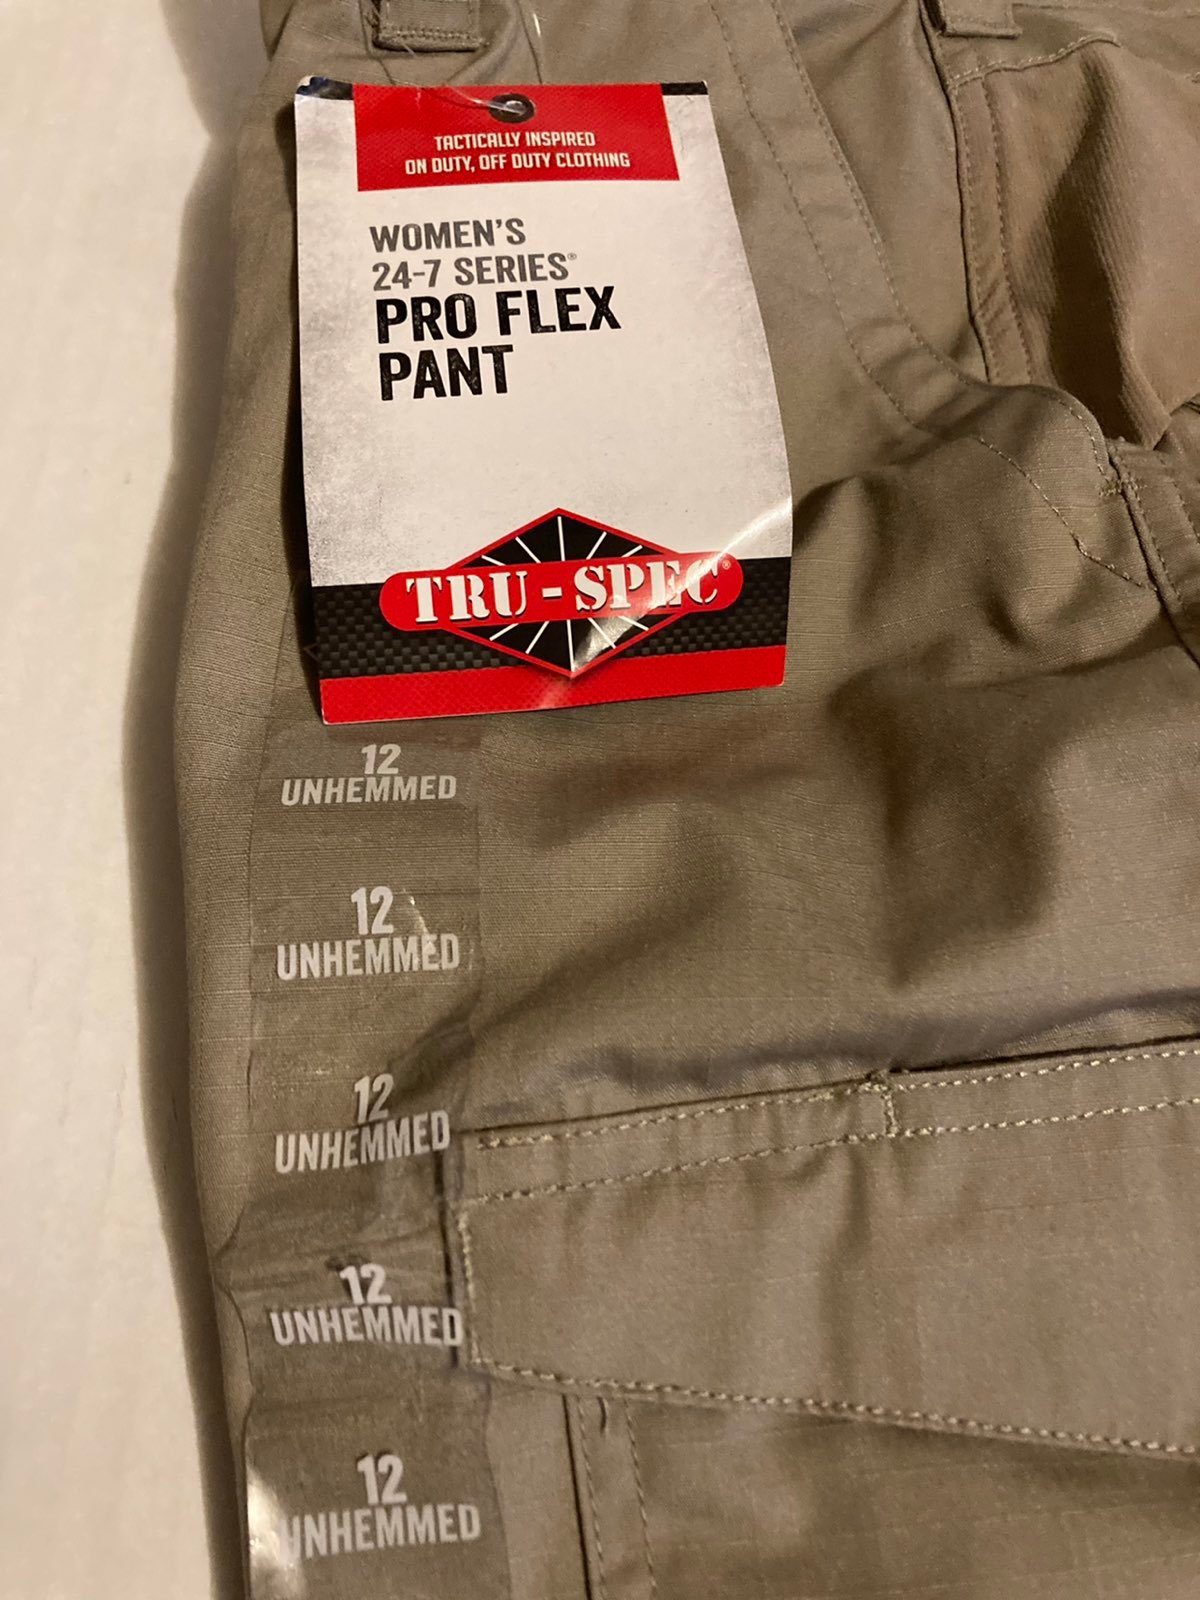 TACTICALLY INSPIRED
ON DUTY, OFF DUTY CLOTHING
WOMEN'S
24-7 SERIES®
PRO FLEX
PANT
TRU-SPEC®
12
UNHEMMED
12
UNHEMMED
12
UNHEMMED
12
UNHEMMED
12
UNHEMMED